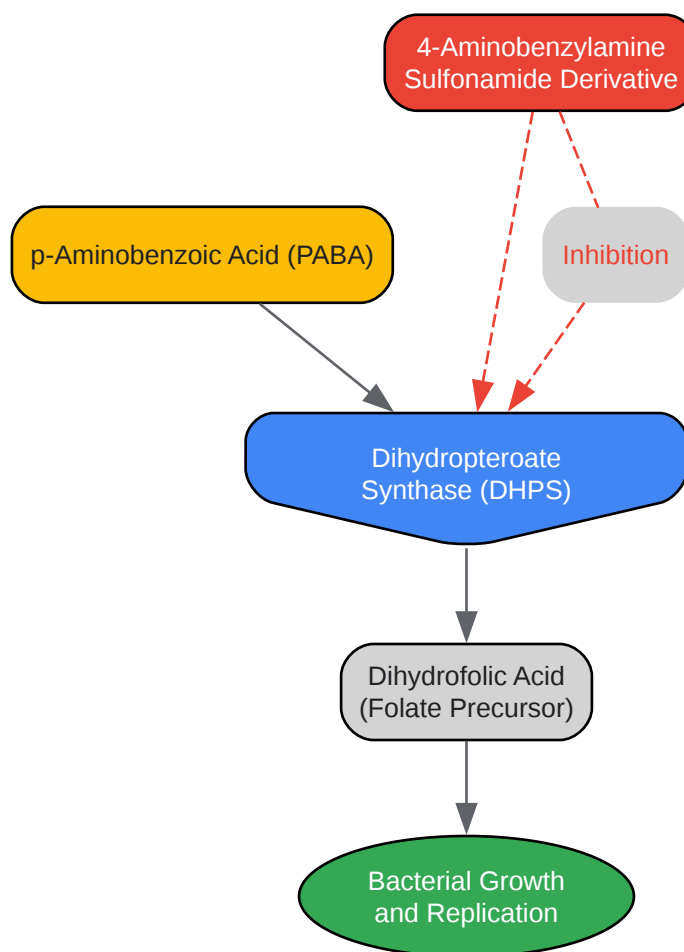 4-Aminobenzylamine
Sulfonamide Derivative
p-Aminobenzoic Acid (PABA)
Inhibition
Dihydropteroate
Synthase (DHPS)
Dihydrofolic Acid
(Folate Precursor)
Bacterial Growth
and Replication